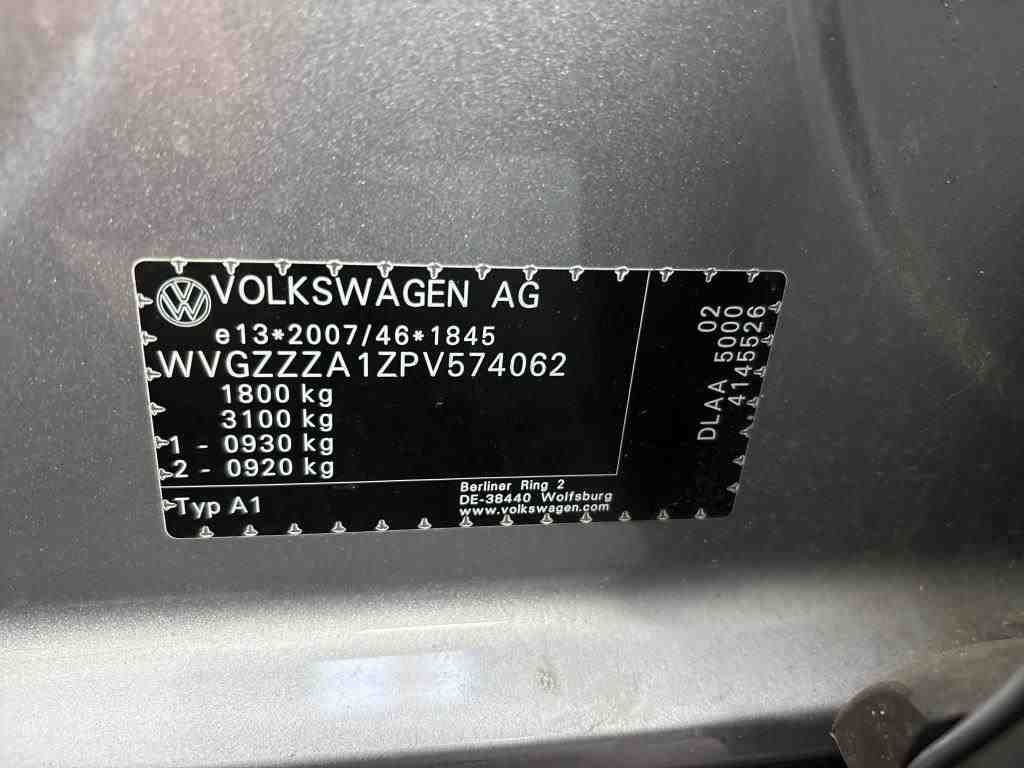 VOLKSWAGEN AG
e13*2007/46*1845
WVGZZZA1ZPV574062
1800 kg
3100 kg
1 - 0930 kg
2 - 0920 kg
Typ A1
Berliner Ring 2
DE-38440 Wolfsburg
www.volkswagen.com
DLAA 5000 02
4145526